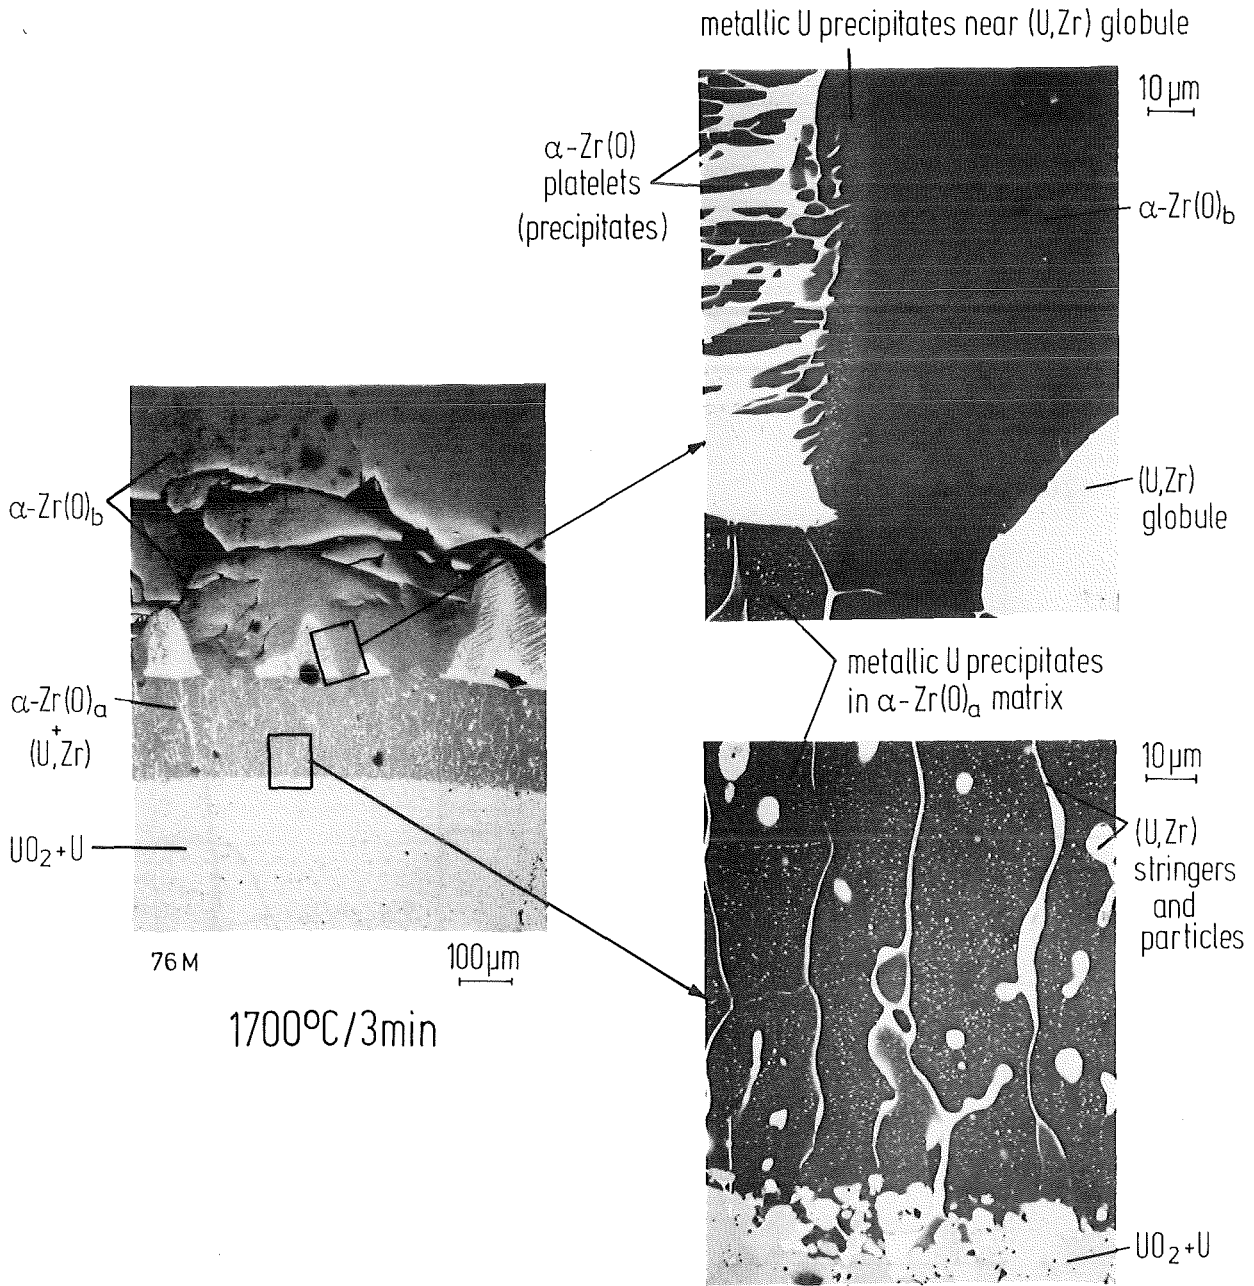 metallic U precipitates near (U,Zr) globule
10 µm
α-Zr(O)
platelets
(precipitates)
α-Zr(O)b
(U,Zr)
globule
α-Zr(O)b
α-Zr(O)a
+
(U,Zr)
UO2+U
76 M
100 µm
1700°C/3min
metallic U precipitates
in α-Zr(O)a matrix
10 µm
(U,Zr)
stringers
and
particles
UO2+U